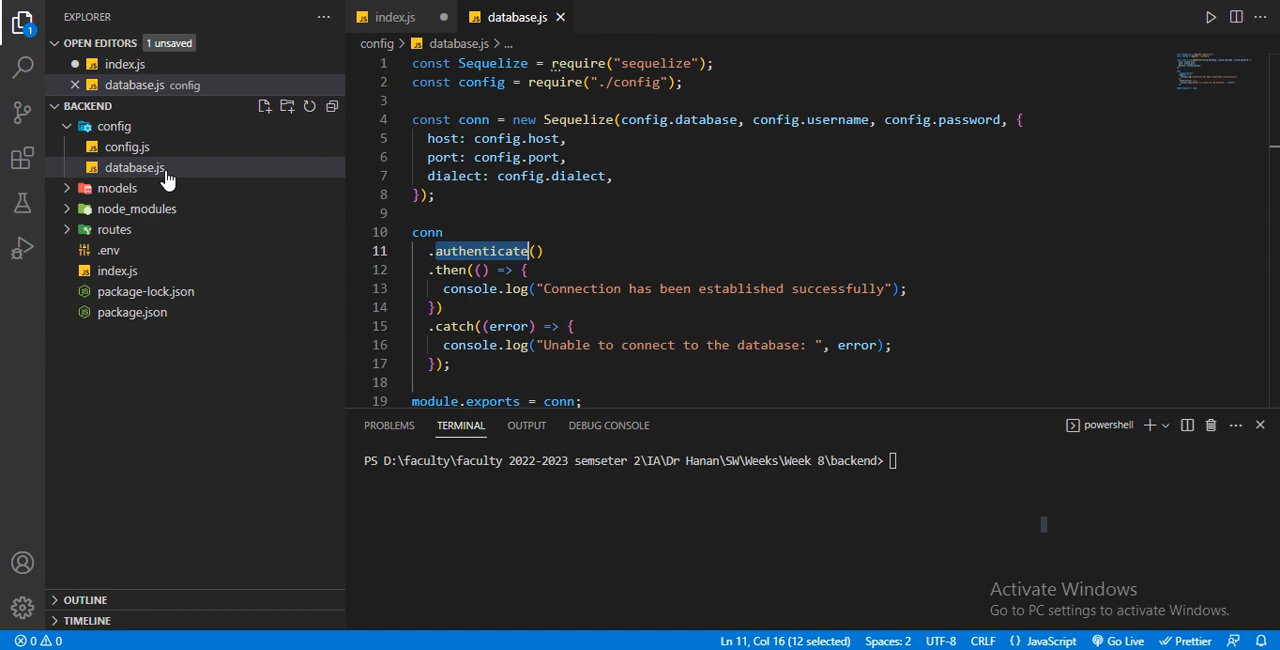 EXPLORER
1
OPEN EDITORS 1 unsaved
index.js
database.js config
BACKEND
config
config.js
database.js
models
node_modules
routes
.env
index.js
package-lock.json
package.json
OUTLINE
TIMELINE
index.js
database.js
config > database.js > ...
1 const Sequelize = require("sequelize");
2 const config = require("./config");
3
4 const conn = new Sequelize(config.database, config.username, config.password, {
5 host: config.host,
6 port: config.port,
7 dialect: config.dialect,
8 });
9
10 conn
11 .authenticate()
12 .then(() => {
13 console.log("Connection has been established successfully");
14 })
15 .catch((error) => {
16 console.log("Unable to connect to the database: ", error);
17 });
18
19 module.exports = conn;
PROBLEMS TERMINAL OUTPUT DEBUG CONSOLE powershell
PS D:\faculty\faculty 2022-2023 semseter 2\IA\Dr Hanan\SW\Weeks\Week 8\backend>
Activate Windows
Go to PC settings to activate Windows.
0 0 Ln 11, Col 16 (12 selected) Spaces: 2 UTF-8 CRLF {} JavaScript Go Live Prettier